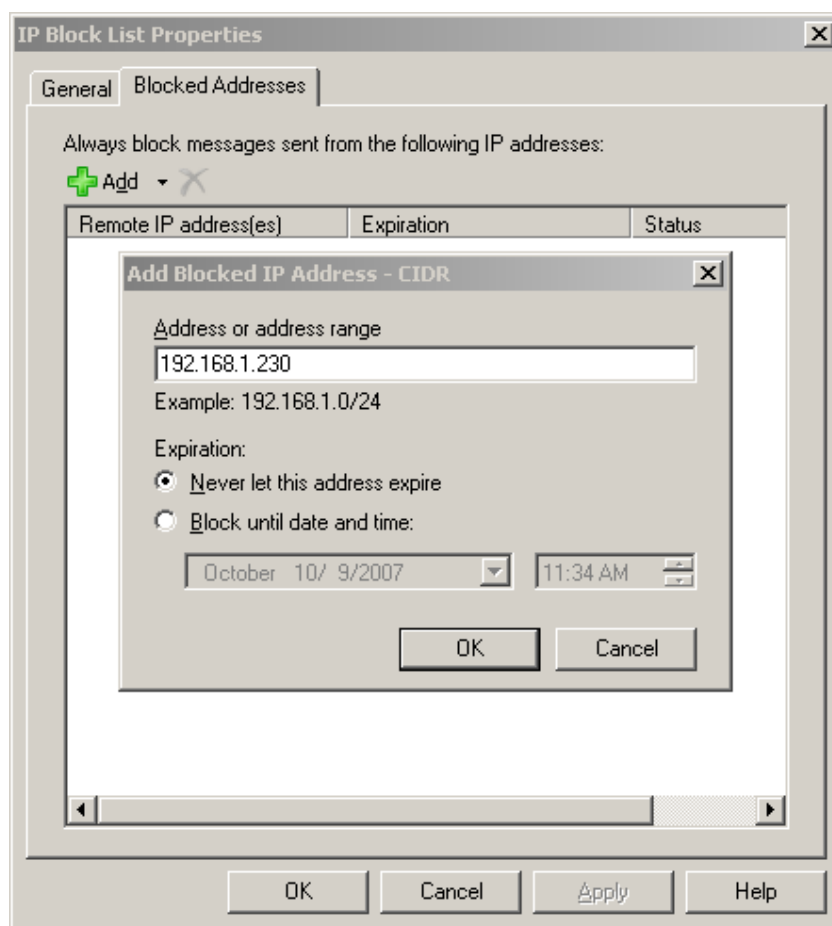 IP Block List Properties
General Blocked Addresses
Always block messages sent from the following IP addresses:
Add
Remote IP address(es) Expiration Status
Add Blocked IP Address - CIDR
Address or address range
192.168.1.230
Example: 192.168.1.0/24
Expiration:
Never let this address expire
Block until date and time:
October 10/ 9/2007 11:34 AM
OK Cancel
OK Cancel Apply Help